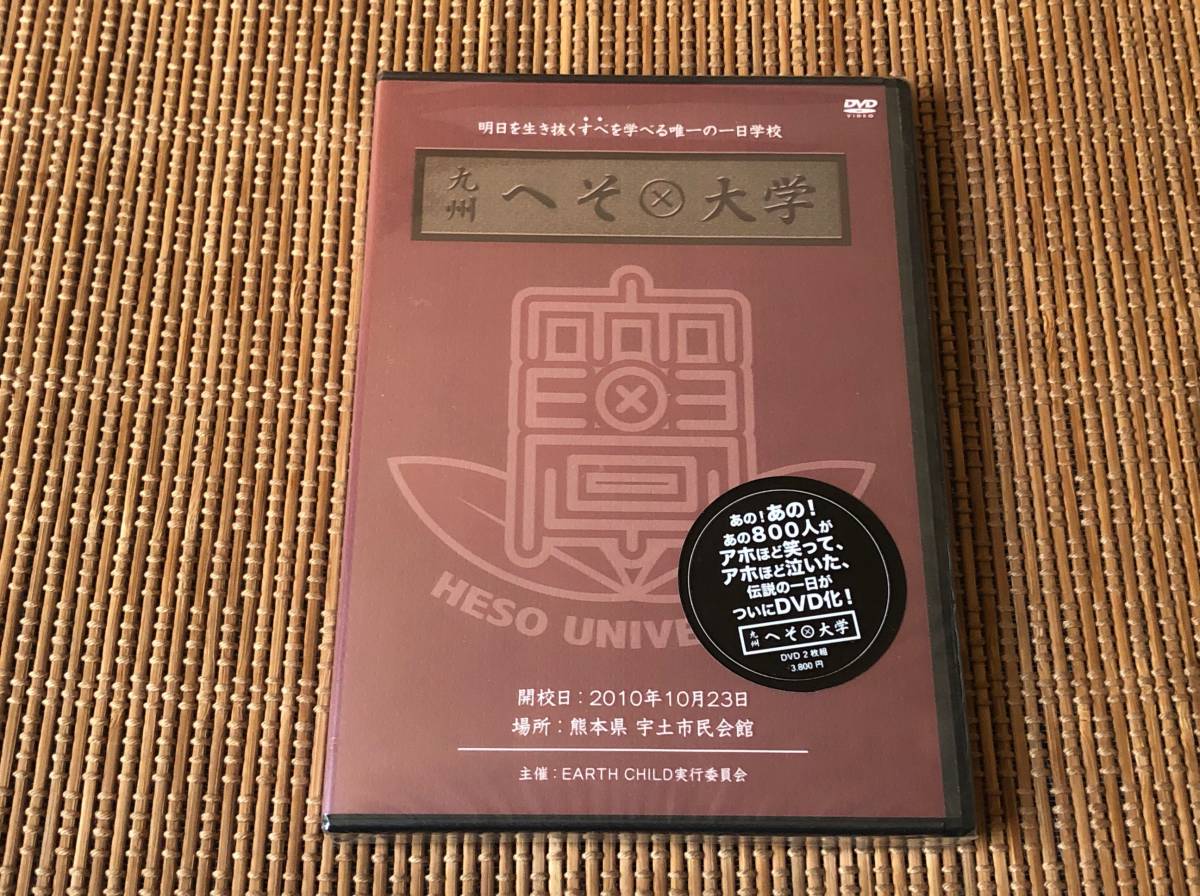 DVD
VIDEO
明日を生き抜くすべを学べる唯一の一日学校
九州 へそ大学
HESO UNIVE
あの！あの！
あの800人が
アホほど笑って、
アホほど泣いた、
伝説の一日が
ついにDVD化！
九州 へそ大学
DVD 2枚組
3.800円
開校日：2010年10月23日
場所：熊本県 宇土市民会館
主催：EARTH CHILD実行委員会